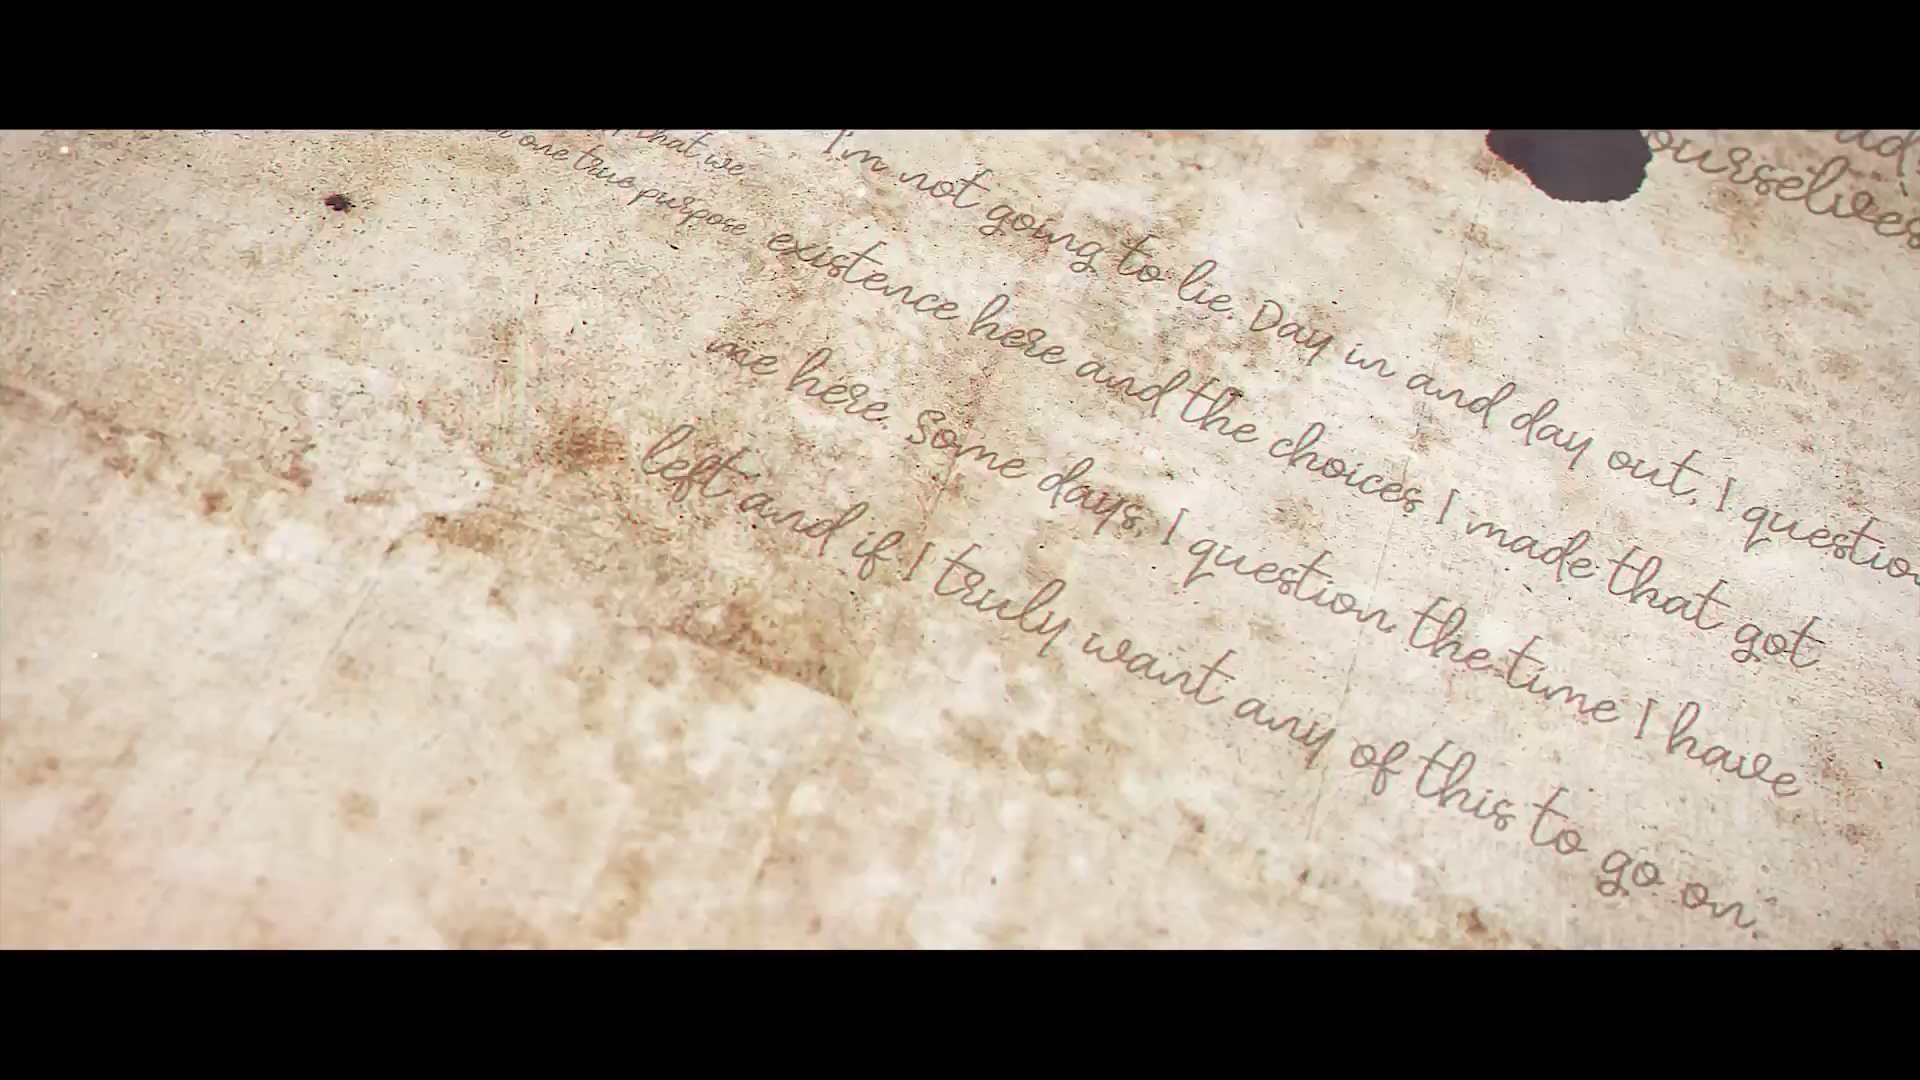 that we
one true purpose.
I'm not going to lie. Day in and day out, I question
existence here and the choices I made that got
me here. Some days, I question the time I have
left and if I truly want any of this to go on.
ourselves